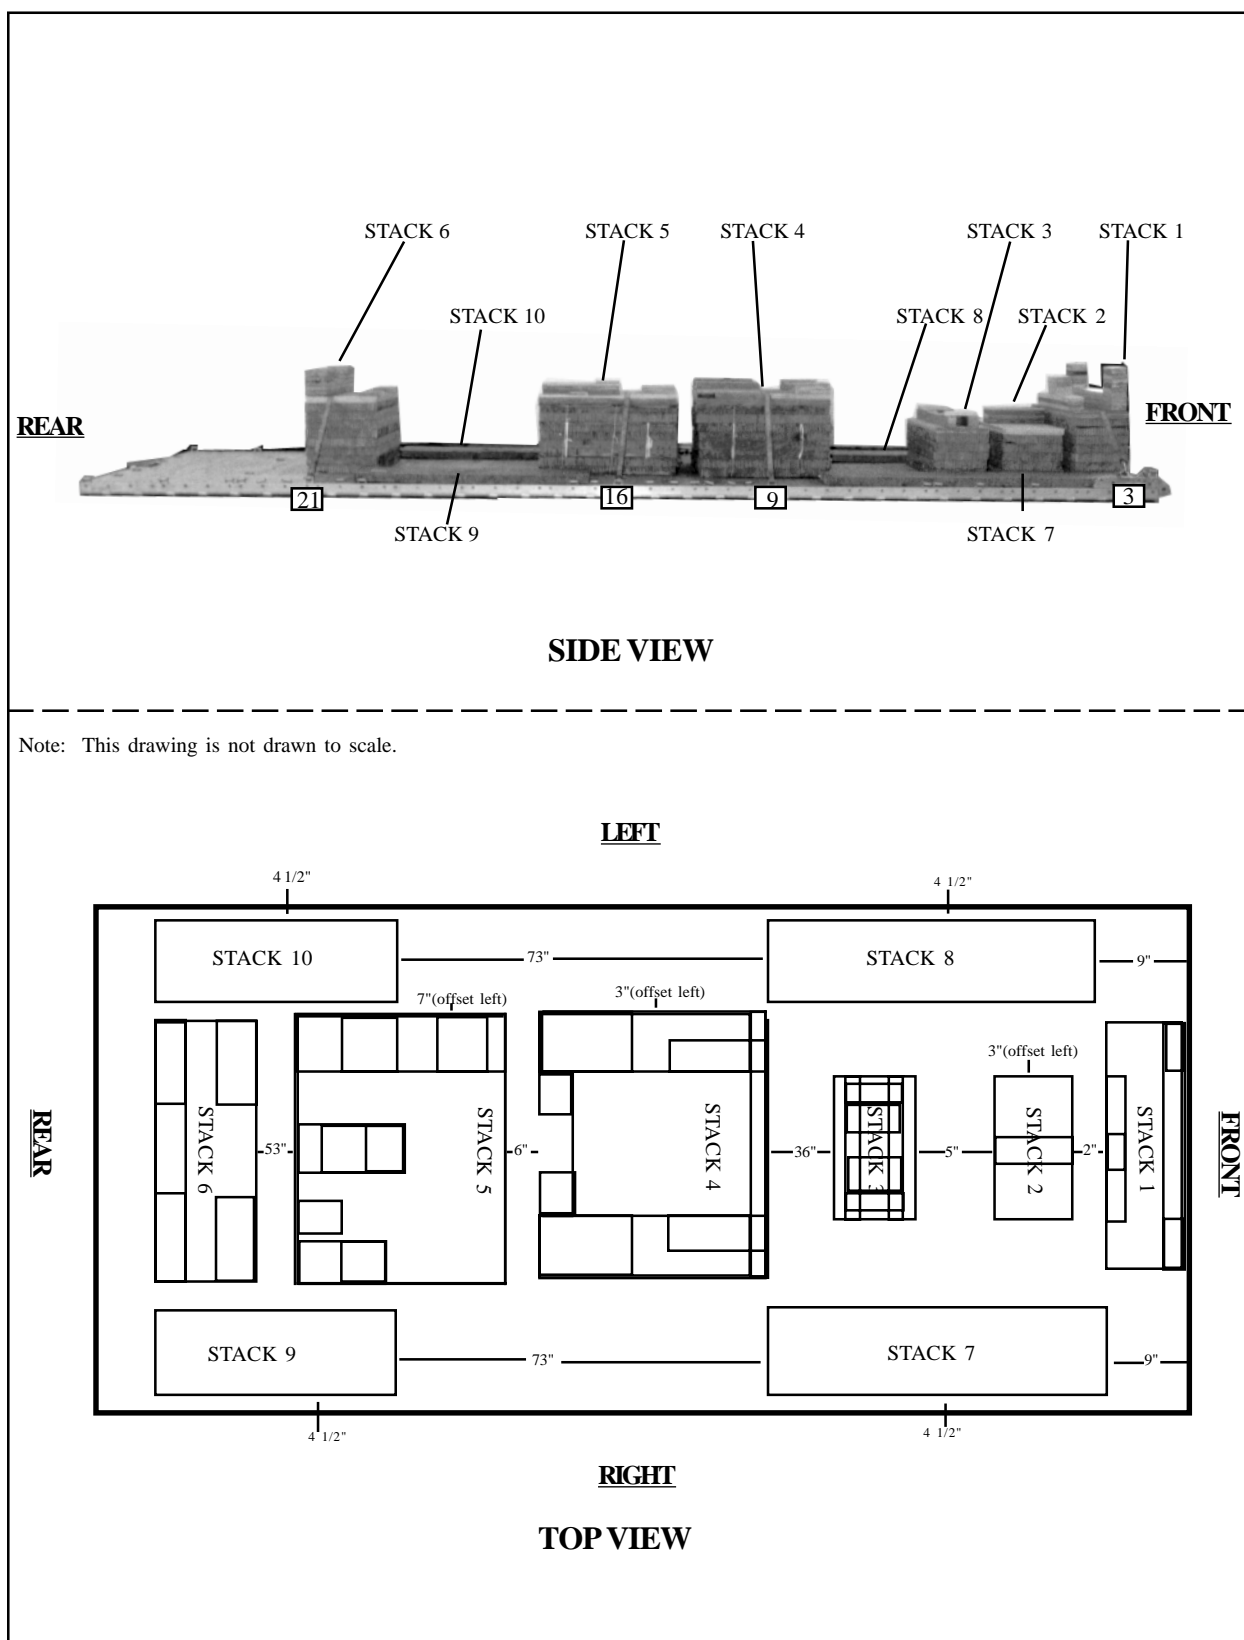 STACK 6 STACK 5 STACK 4 STACK 3 STACK 1
STACK 10 STACK 8 STACK 2
REAR FRONT
21 16 9 3
STACK 9 STACK 7
SIDE VIEW
Note: This drawing is not drawn to scale.
LEFT
4 1/2" 4 1/2"
STACK 10 73" STACK 8 9"
7"(offset left) 3"(offset left)
3"(offset left)
REAR STACK 6 53" STACK 5 6" STACK 4 36" STACK 3 5" STACK 2 2" STACK 1 FRONT
STACK 9 73" STACK 7 9"
4 1/2" 4 1/2"
RIGHT
TOP VIEW